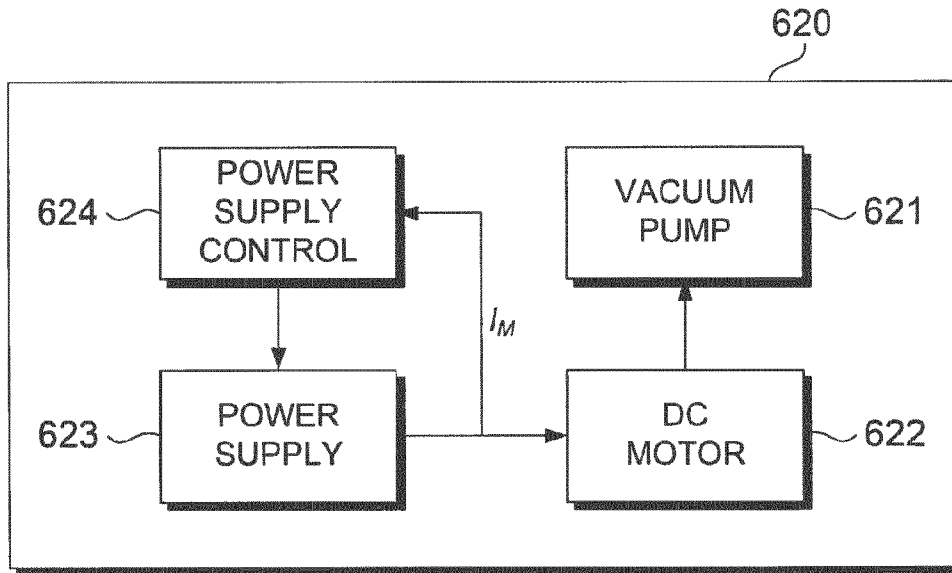 620
POWER
SUPPLY
CONTROL
624
VACUUM
PUMP
621
I_M
POWER
SUPPLY
623
DC
MOTOR
622